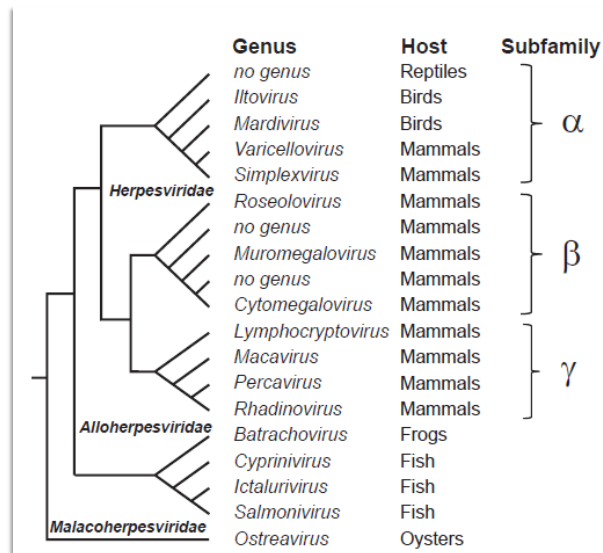 Genus Host Subfamily
no genus Reptiles
Iltovirus Birds
Mardivirus Birds
α
Varicellovirus Mammals
Simplexvirus Mammals
Herpesviridae
Roseolovirus Mammals
no genus Mammals
Muromegalovirus Mammals
β
no genus Mammals
Cytomegalovirus Mammals
Lymphocryptovirus Mammals
Macavirus Mammals
γ
Percavirus Mammals
Rhadinovirus Mammals
Alloherpesviridae
Batrachovirus Frogs
Cyprinivirus Fish
Ictalurivirus Fish
Salmonivirus Fish
Malacoherpesviridae
Ostreavirus Oysters